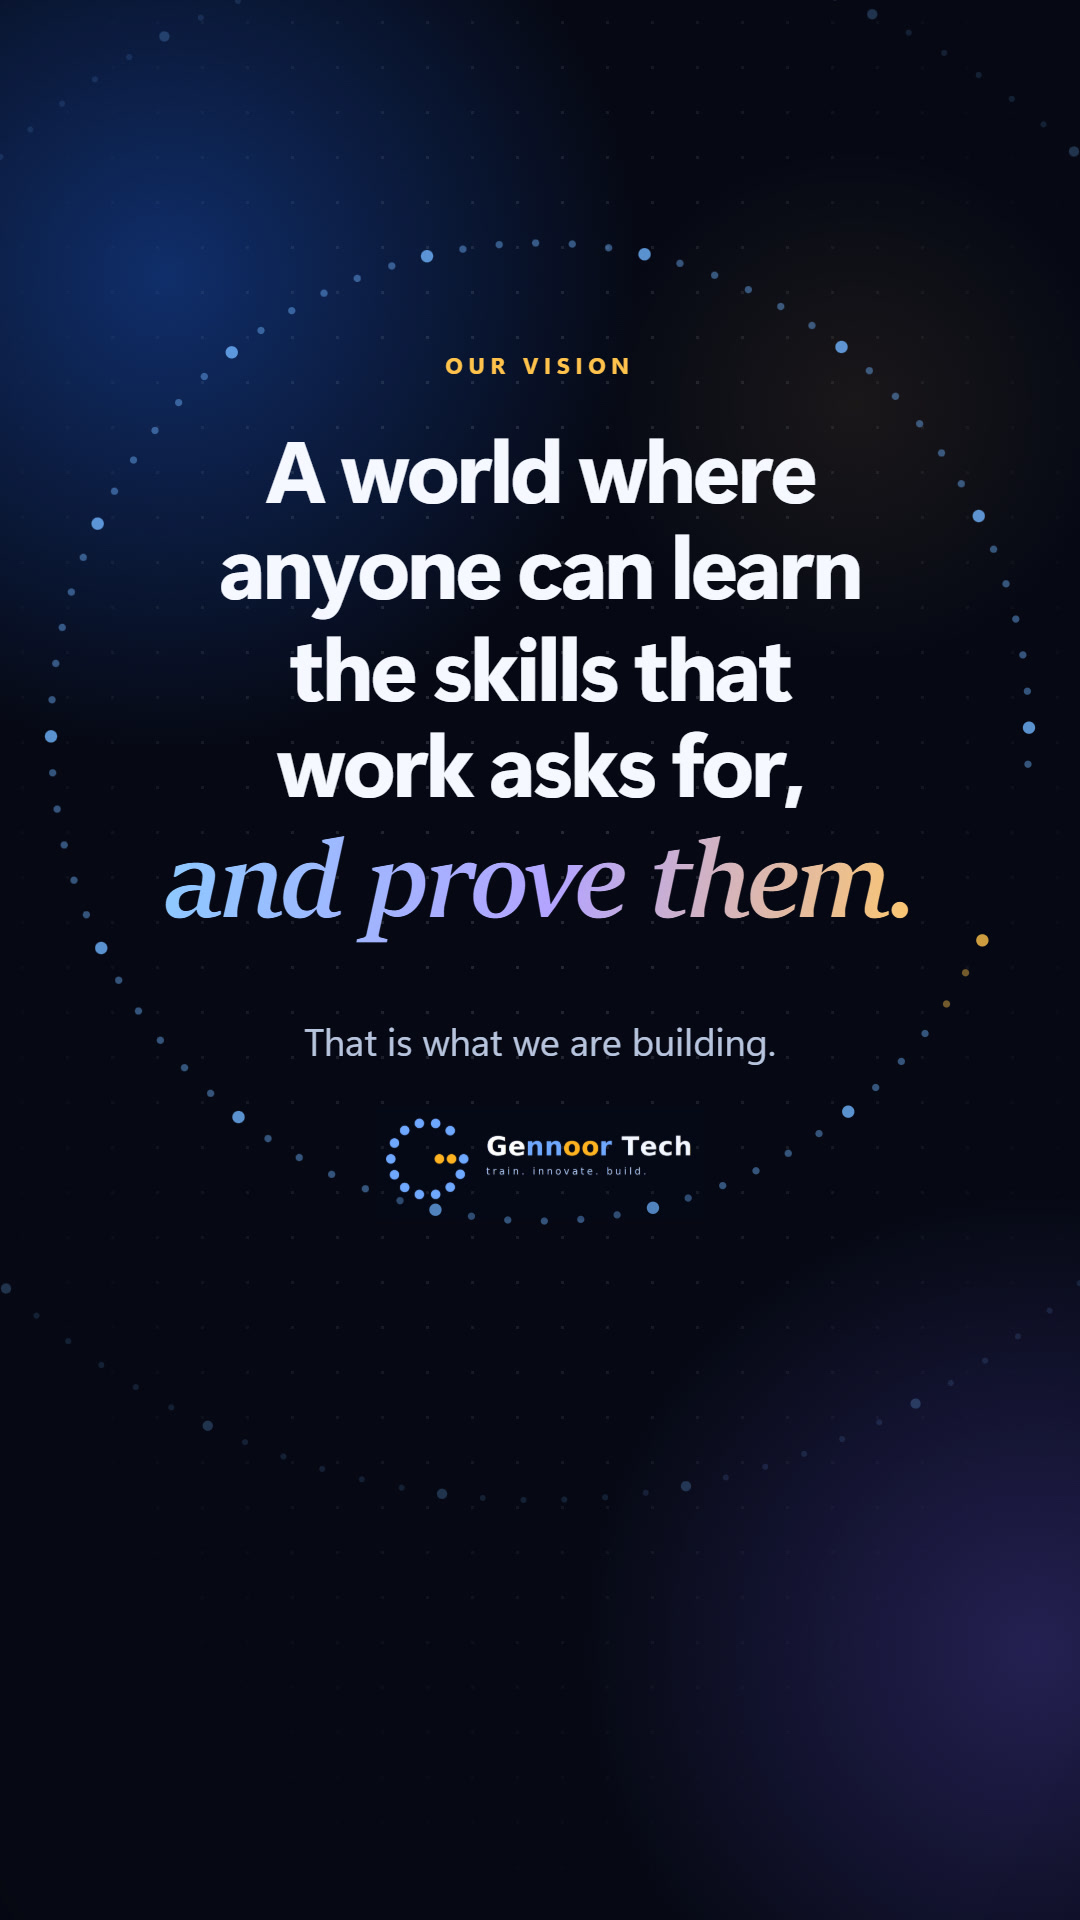 OUR VISION
A world where
anyone can learn
the skills that
work asks for,
and prove them.
That is what we are building.
Gennoor Tech
train. innovate. build.